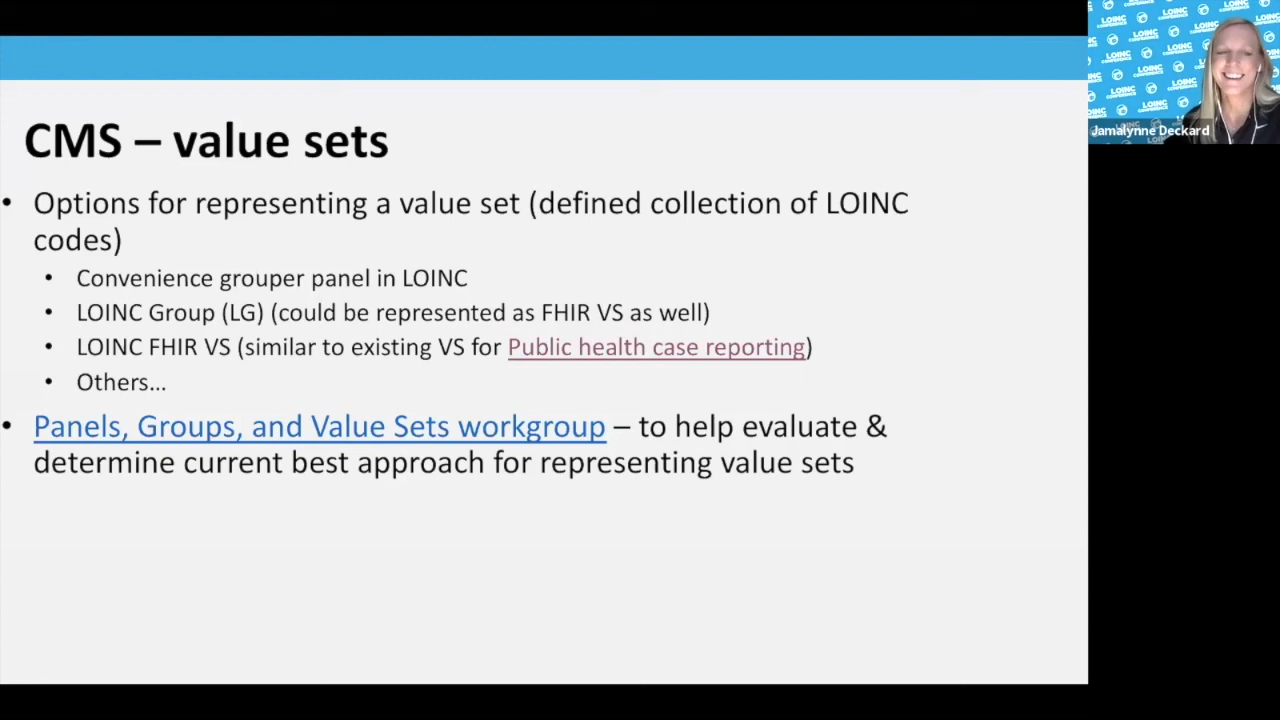 CMS – value sets
• Options for representing a value set (defined collection of LOINC
codes)
• Convenience grouper panel in LOINC
• LOINC Group (LG) (could be represented as FHIR VS as well)
• LOINC FHIR VS (similar to existing VS for Public health case reporting)
• Others...
• Panels, Groups, and Value Sets workgroup – to help evaluate &
determine current best approach for representing value sets
LOINC CONFERENCE
Jamalynne Deckard